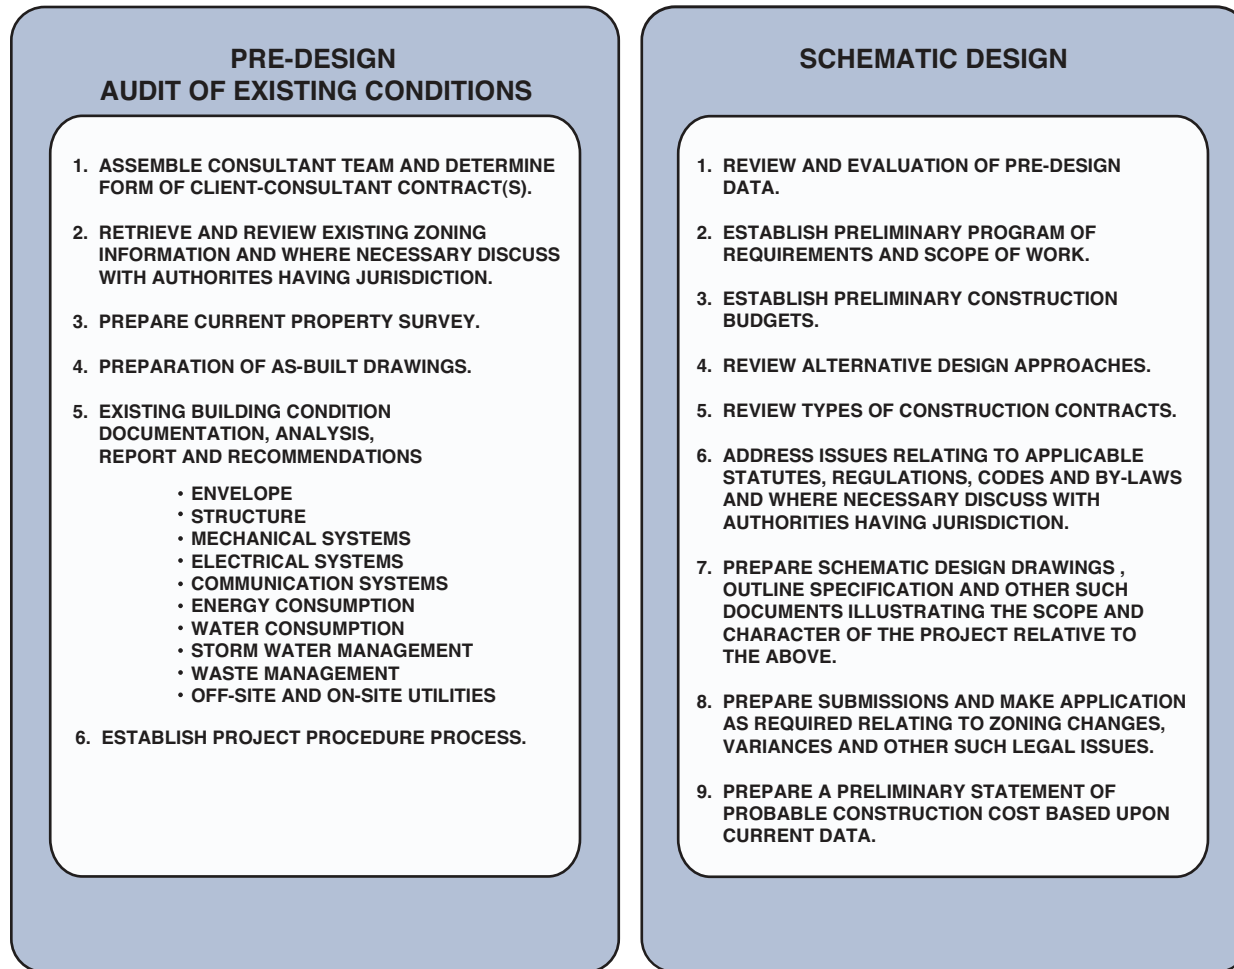 PRE-DESIGN
AUDIT OF EXISTING CONDITIONS
1. ASSEMBLE CONSULTANT TEAM AND DETERMINE
FORM OF CLIENT-CONSULTANT CONTRACT(S).
2. RETRIEVE AND REVIEW EXISTING ZONING
INFORMATION AND WHERE NECESSARY DISCUSS
WITH AUTHORITES HAVING JURISDICTION.
3. PREPARE CURRENT PROPERTY SURVEY.
4. PREPARATION OF AS-BUILT DRAWINGS.
5. EXISTING BUILDING CONDITION
DOCUMENTATION, ANALYSIS,
REPORT AND RECOMMENDATIONS
• ENVELOPE
• STRUCTURE
• MECHANICAL SYSTEMS
• ELECTRICAL SYSTEMS
• COMMUNICATION SYSTEMS
• ENERGY CONSUMPTION
• WATER CONSUMPTION
• STORM WATER MANAGEMENT
• WASTE MANAGEMENT
• OFF-SITE AND ON-SITE UTILITIES
6. ESTABLISH PROJECT PROCEDURE PROCESS.
SCHEMATIC DESIGN
1. REVIEW AND EVALUATION OF PRE-DESIGN
DATA.
2. ESTABLISH PRELIMINARY PROGRAM OF
REQUIREMENTS AND SCOPE OF WORK.
3. ESTABLISH PRELIMINARY CONSTRUCTION
BUDGETS.
4. REVIEW ALTERNATIVE DESIGN APPROACHES.
5. REVIEW TYPES OF CONSTRUCTION CONTRACTS.
6. ADDRESS ISSUES RELATING TO APPLICABLE
STATUTES, REGULATIONS, CODES AND BY-LAWS
AND WHERE NECESSARY DISCUSS WITH
AUTHORITIES HAVING JURISDICTION.
7. PREPARE SCHEMATIC DESIGN DRAWINGS ,
OUTLINE SPECIFICATION AND OTHER SUCH
DOCUMENTS ILLUSTRATING THE SCOPE AND
CHARACTER OF THE PROJECT RELATIVE TO
THE ABOVE.
8. PREPARE SUBMISSIONS AND MAKE APPLICATION
AS REQUIRED RELATING TO ZONING CHANGES,
VARIANCES AND OTHER SUCH LEGAL ISSUES.
9. PREPARE A PRELIMINARY STATEMENT OF
PROBABLE CONSTRUCTION COST BASED UPON
CURRENT DATA.